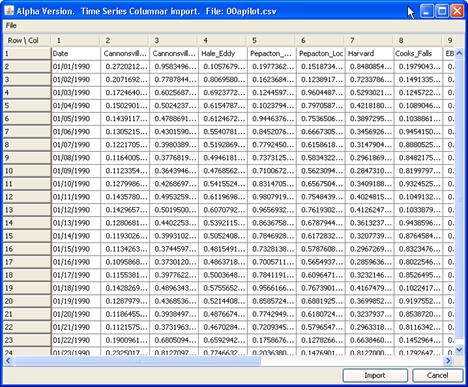 Alpha Version. Time Series Columnar import. File: 00apilot.csv
File
Row \ Col 1 2 3 4 5 6 7 8 9
1 Date Cannonsvill... Cannonsvill... Hale_Eddy Pepacton_... Pepacton_Loc Harvard Cooks_Falls EB
2 01/01/1990 0.2720212... 0.9583496... 0.1057679... 0.1977362... 0.1518734... 0.8480854... 0.1979043... 0.
3 01/02/1990 0.2071692... 0.7787844... 0.8069580... 0.1623684... 0.1238917... 0.7233786... 0.1491335... 0.
4 01/03/1990 0.1724640... 0.6025687... 0.6923772... 0.1244597... 0.9604487... 0.5293021... 0.1245722... 0.
5 01/04/1990 0.1502901... 0.5024237... 0.6154787... 0.1023794... 0.7970587... 0.4218180... 0.1089046... 0.
6 01/05/1990 0.1439117... 0.4788691... 0.6124672... 0.9446376... 0.7536506... 0.3897295... 0.1038861... 0.
7 01/06/1990 0.1305215... 0.4301590... 0.5540781... 0.8452076... 0.6667305... 0.3456926... 0.9454150... 0.
8 01/07/1990 0.1221705... 0.3980389... 0.5192869... 0.7792450... 0.6158618... 0.3147904... 0.8880525... 0.
9 01/08/1990 0.1164005... 0.3776819... 0.4946181... 0.7373125... 0.5834322... 0.2961869... 0.8482175... 0.
10 01/09/1990 0.1123354... 0.3643946... 0.4768562... 0.7100672... 0.5623094... 0.2847310... 0.8199797... 0.
11 01/10/1990 0.1279986... 0.4268697... 0.5415524... 0.8314705... 0.6567504... 0.3409188... 0.9324525... 0.
12 01/11/1990 0.1435780... 0.4953259... 0.6119698... 0.9807919... 0.7548439... 0.4024815... 0.1049132... 0.
13 01/12/1990 0.1429657... 0.5019500... 0.6070792... 0.9656932... 0.7619302... 0.4126247... 0.1033879... 0.
14 01/13/1990 0.1280681... 0.4402253... 0.5392115... 0.8636758... 0.6787944... 0.3613237... 0.9438596... 0.
15 01/14/1990 0.1193026... 0.3993102... 0.5052408... 0.7846928... 0.6172832... 0.3207739... 0.8764584... 0.
16 01/15/1990 0.1134263... 0.3744597... 0.4815491... 0.7328138... 0.5787608... 0.2967269... 0.8323476... 0.
17 01/16/1990 0.1095868... 0.3730120... 0.4863718... 0.7005711... 0.5654937... 0.2859636... 0.8022546... 0.
18 01/17/1990 0.1155381... 0.3977622... 0.5003648... 0.7841191... 0.6096471... 0.3232146... 0.8526495... 0.
19 01/18/1990 0.1428269... 0.4896343... 0.5755652... 0.9566166... 0.7673901... 0.4167479... 0.1022417... 0.
20 01/19/1990 0.1287979... 0.4368536... 0.5214408... 0.8585724... 0.6881925... 0.3699852... 0.9197552... 0.
21 01/20/1990 0.1186455... 0.3938497... 0.4876674... 0.7742949... 0.6180724... 0.3237937... 0.8538720... 0.
22 01/21/1990 0.1121575... 0.3731963... 0.4670284... 0.7209345... 0.5796547... 0.2968318... 0.8116342... 0.
23 01/22/1990 0.1900961... 0.6805094... 0.6592942... 0.1758676... 0.1278266... 0.6638460... 0.1452964... 0.
24 01/23/1990 0.2325017... 0.8127097... 0.7746632... 0.2036380... 0.1476901... 0.8127000... 0.1792647... 0.
Import Cancel